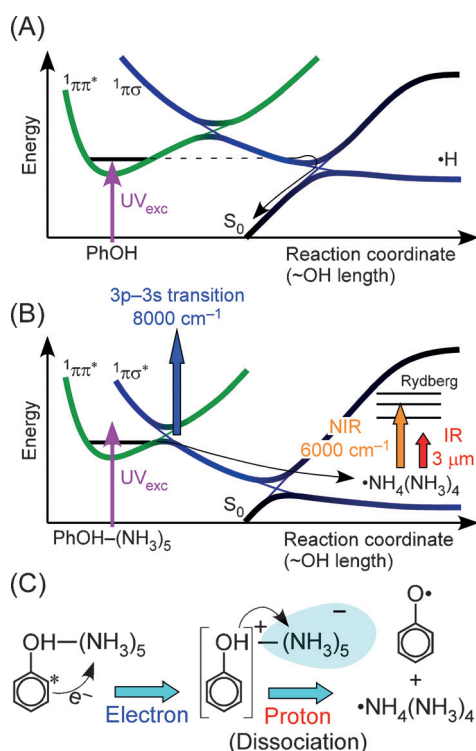 (A)
¹ππ*
¹πσ
Energy
•H
UV_exc
S₀
PhOH
Reaction coordinate
(~OH length)
3p–3s transition
8000 cm⁻¹
(B)
¹ππ*
¹πσ*
Rydberg
Energy
NIR
6000 cm⁻¹
IR
3 μm
UV_exc
•NH₄(NH₃)₄
S₀
PhOH–(NH₃)₅
Reaction coordinate
(~OH length)
(C)
OH—(NH₃)₅
*
e⁻
Electron
[OH]⁺—(NH₃)₅⁻
Proton
(Dissociation)
O•
+
•NH₄(NH₃)₄